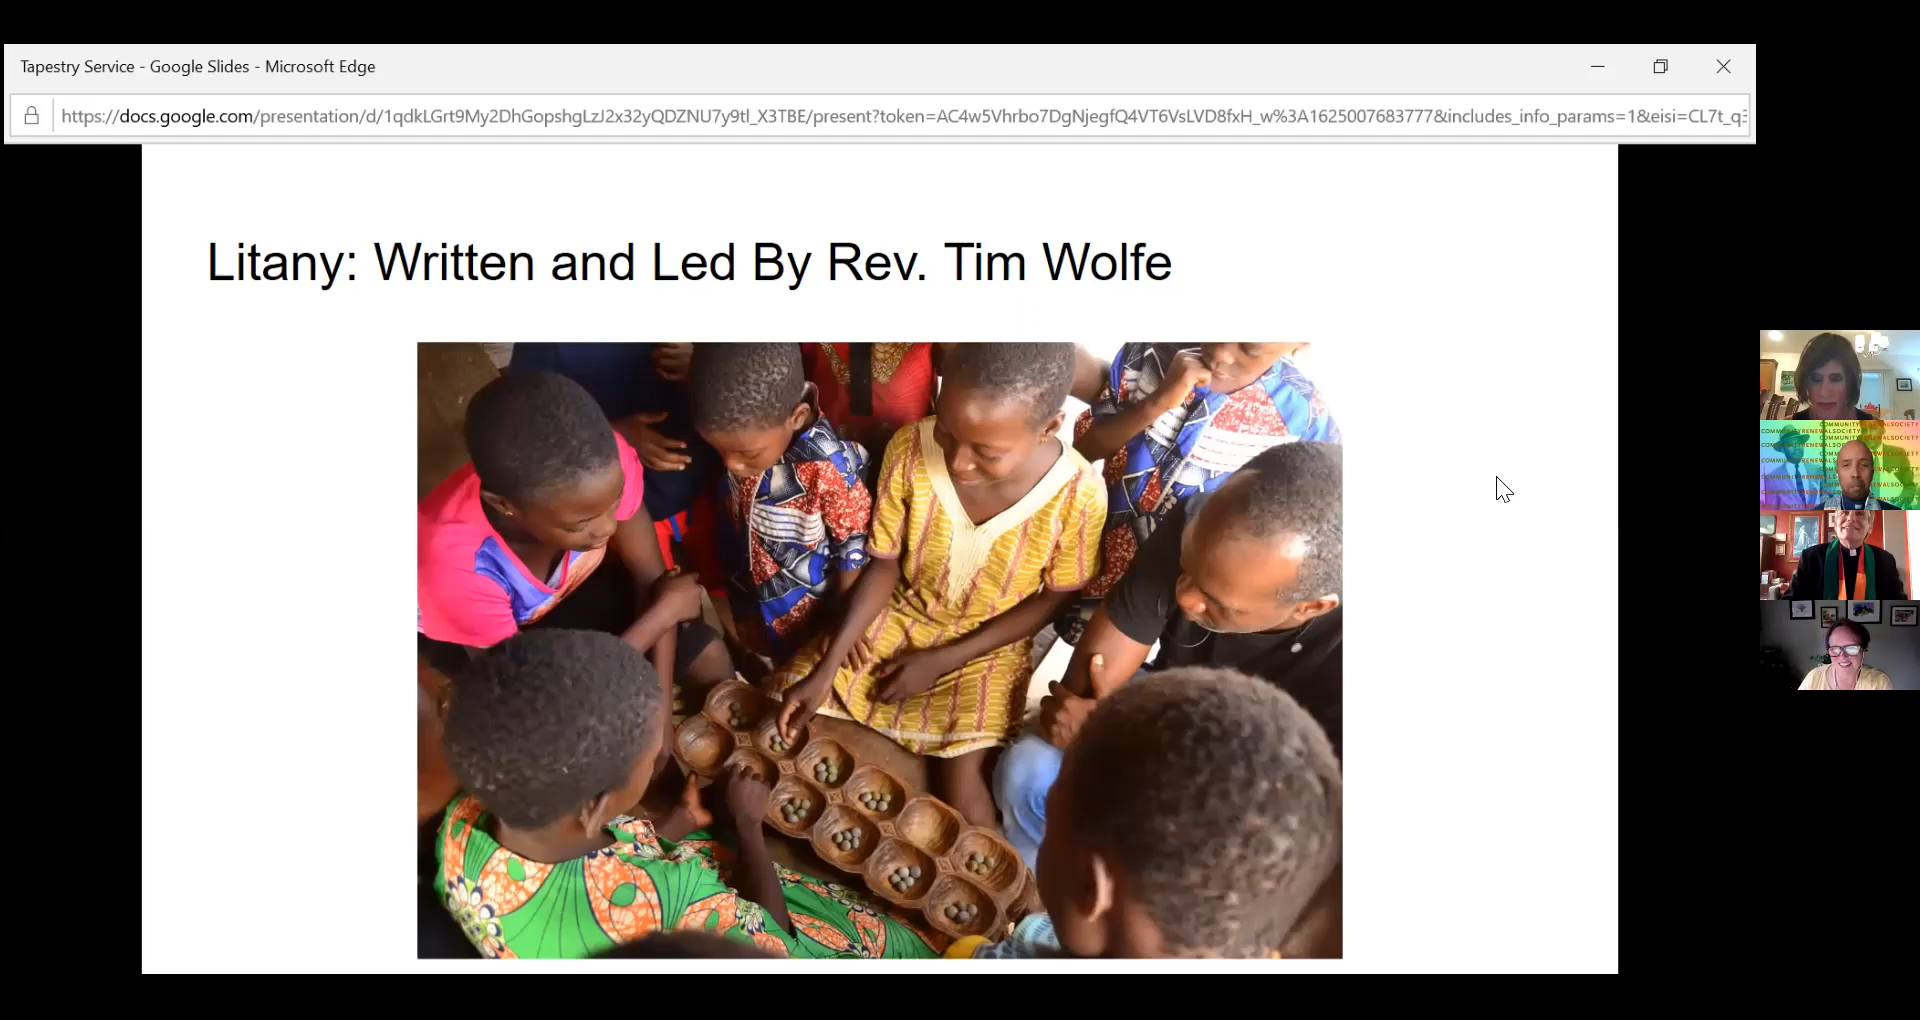 Tapestry Service - Google Slides - Microsoft Edge
https://docs.google.com/presentation/d/1qdkLGrt9My2DhGopshgLzJ2x32yQDZNU7y9tl_X3TBE/present?token=AC4w5Vhrbo7DgNjegfQ4VT6VsLVD8fxH_w%3A1625007683777&includes_info_params=1&eisi=CL7t_q
Litany: Written and Led By Rev. Tim Wolfe
COMMUNITYRENEWALSOCIETY